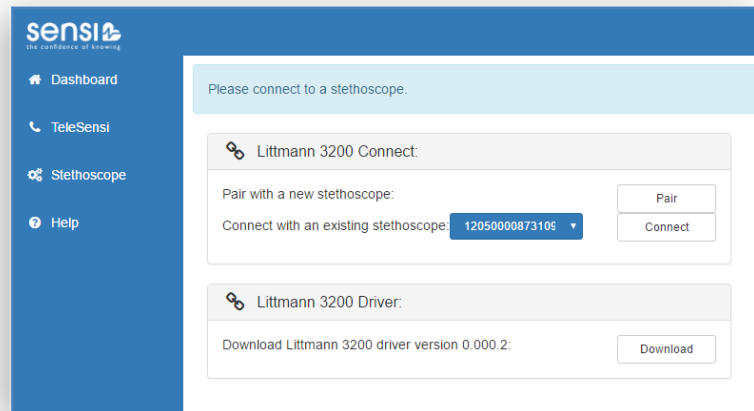 sensi
the confidence of knowing
Dashboard
TeleSensi
Stethoscope
Help
Please connect to a stethoscope.
Littmann 3200 Connect:
Pair with a new stethoscope: Pair
Connect with an existing stethoscope: 12050000873109 Connect
Littmann 3200 Driver:
Download Littmann 3200 driver version 0.000.2: Download